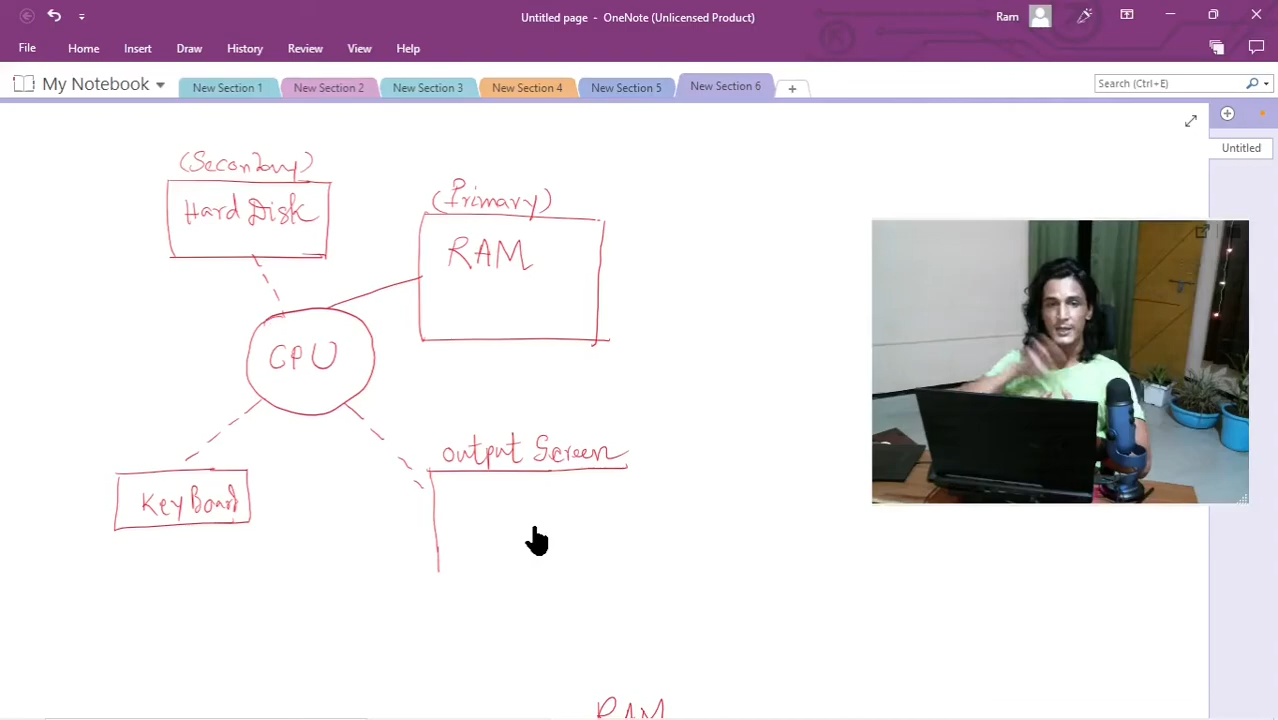 Untitled page - OneNote (Unlicensed Product)
Ram
File Home Insert Draw History Review View Help
My Notebook
New Section 1
New Section 2
New Section 3
New Section 4
New Section 5
New Section 6
Search (Ctrl+E)
Untitled
(Secondary)
Hard Disk
(Primary)
RAM
CPU
output Screen
KeyBoard
RAM